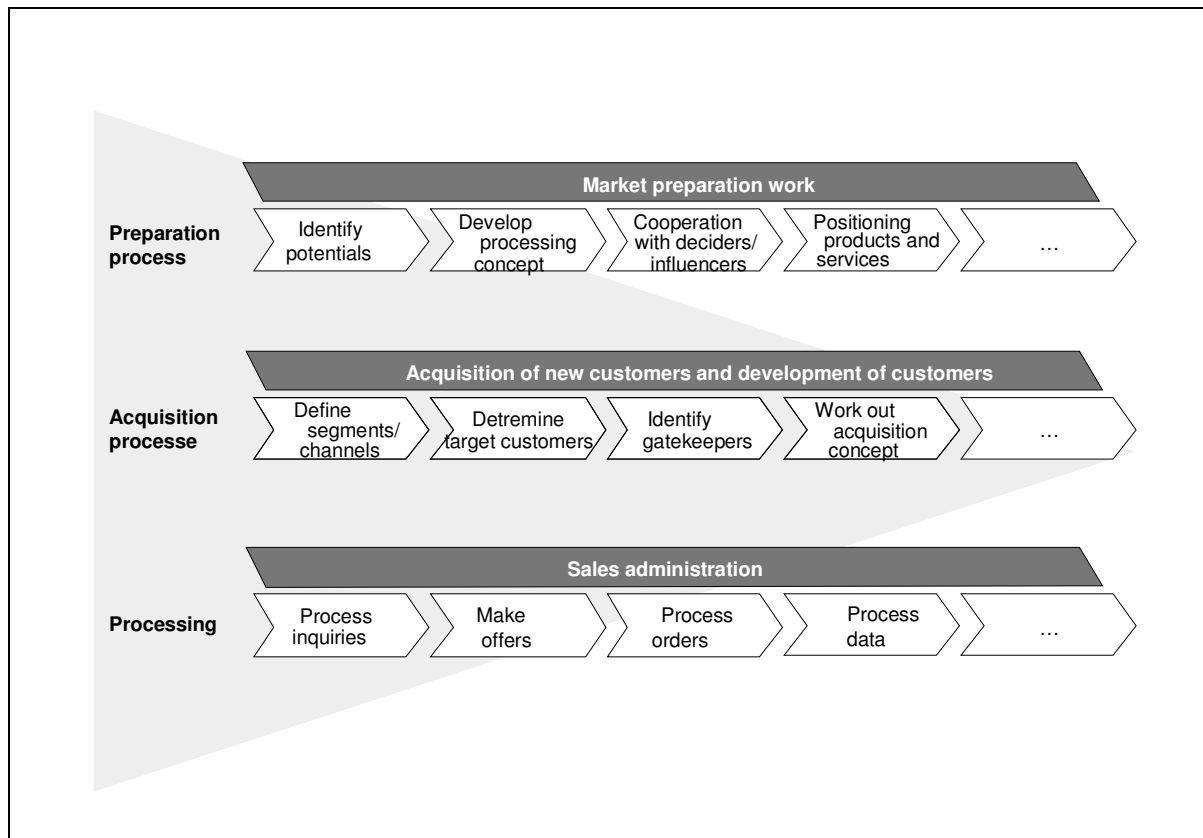 Market preparation work
Preparation
process
Identify
potentials
Develop
processing
concept
Cooperation
with deciders/
influencers
Positioning
products and
services
…
Acquisition of new customers and development of customers
Acquisition
processe
Define
segments/
channels
Detremine
target customers
Identify
gatekeepers
Work out
acquisition
concept
…
Sales administration
Processing
Process
inquiries
Make
offers
Process
orders
Process
data
…